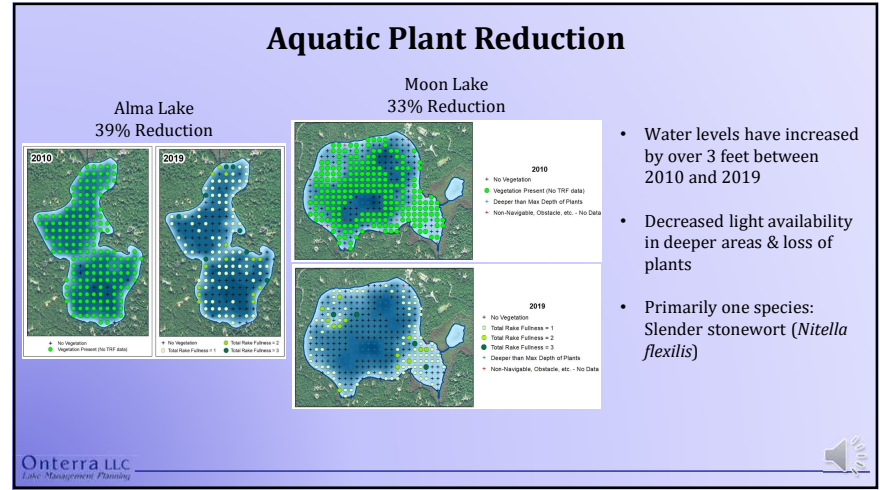 Aquatic Plant Reduction
Alma Lake
39% Reduction
2010
2019
+ No Vegetation
Vegetation Present (No TRF data)
+ No Vegetation
Total Rake Fullness = 1
Total Rake Fullness = 2
Total Rake Fullness = 3
Moon Lake
33% Reduction
2010
+ No Vegetation
Vegetation Present (No TRF data)
+ Deeper than Max Depth of Plants
+ Non-Navigable, Obstacle, etc. - No Data
2019
+ No Vegetation
Total Rake Fullness = 1
Total Rake Fullness = 2
Total Rake Fullness = 3
+ Deeper than Max Depth of Plants
+ Non-Navigable, Obstacle, etc. - No Data
• Water levels have increased
by over 3 feet between
2010 and 2019
• Decreased light availability
in deeper areas & loss of
plants
• Primarily one species:
Slender stonewort (Nitella
flexilis)
Onterra LLC
Lake Management Planning